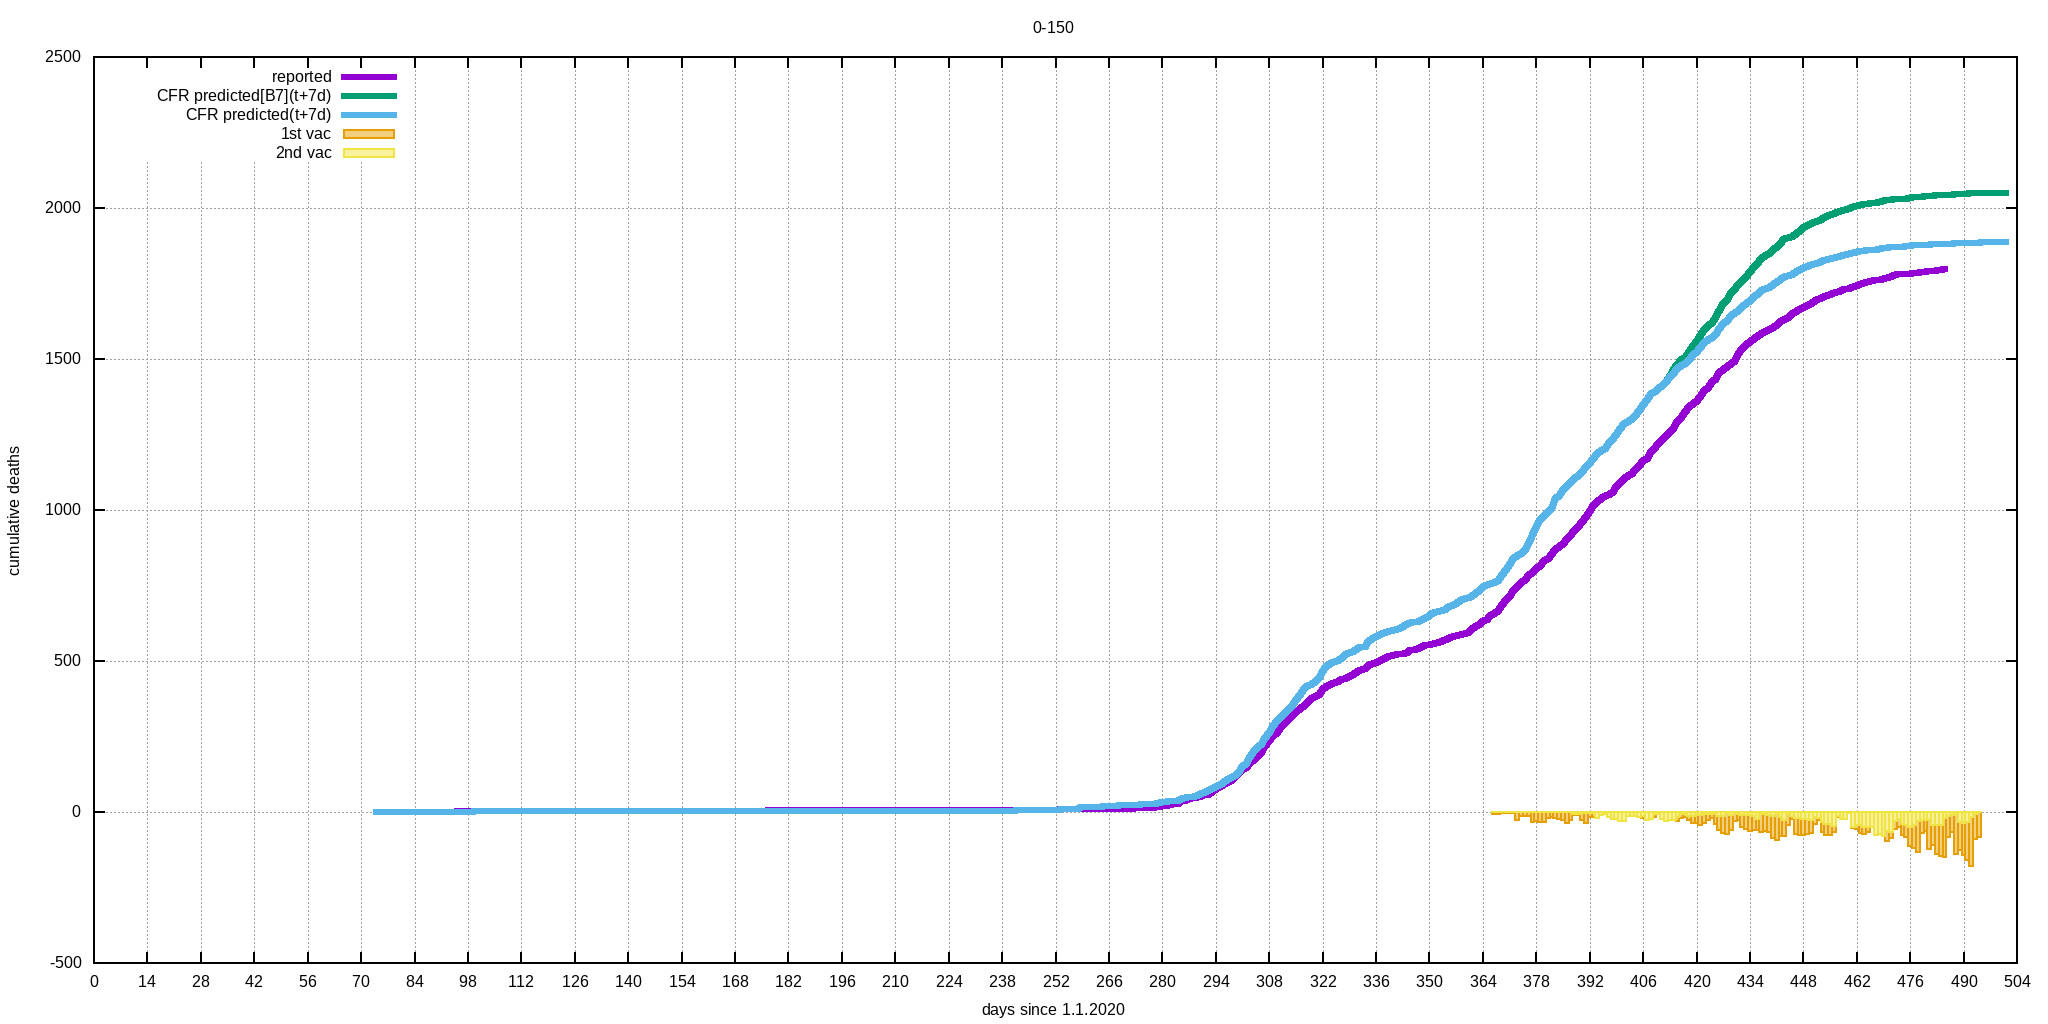 0-150
2500
2000
1500
1000
500
0
-500
cumulative deaths
reported
CFR predicted[B7](t+7d)
CFR predicted(t+7d)
1st vac
2nd vac
0 14 28 42 56 70 84 98 112 126 140 154 168 182 196 210 224 238 252 266 280 294 308 322 336 350 364 378 392 406 420 434 448 462 476 490 504
days since 1.1.2020